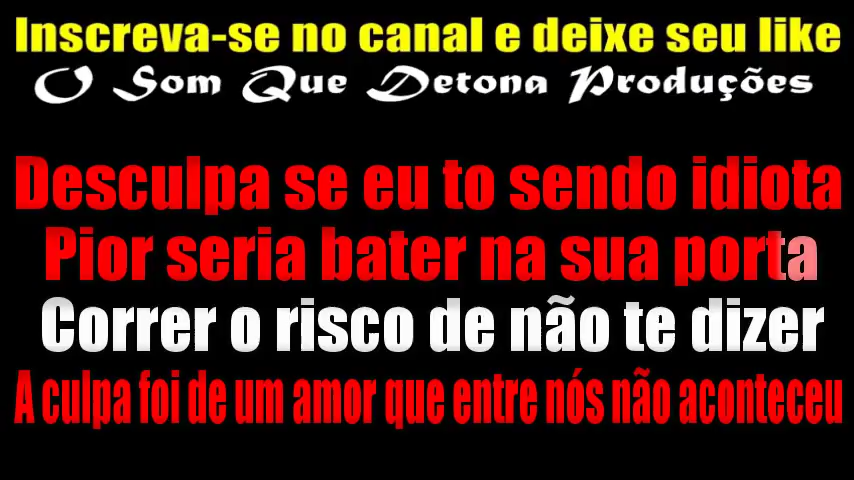 Inscreva-se no canal e deixe seu like
O Som Que Detona Produções
Desculpa se eu to sendo idiota
Pior seria bater na sua porta
Correr o risco de não te dizer
A culpa foi de um amor que entre nós não aconteceu